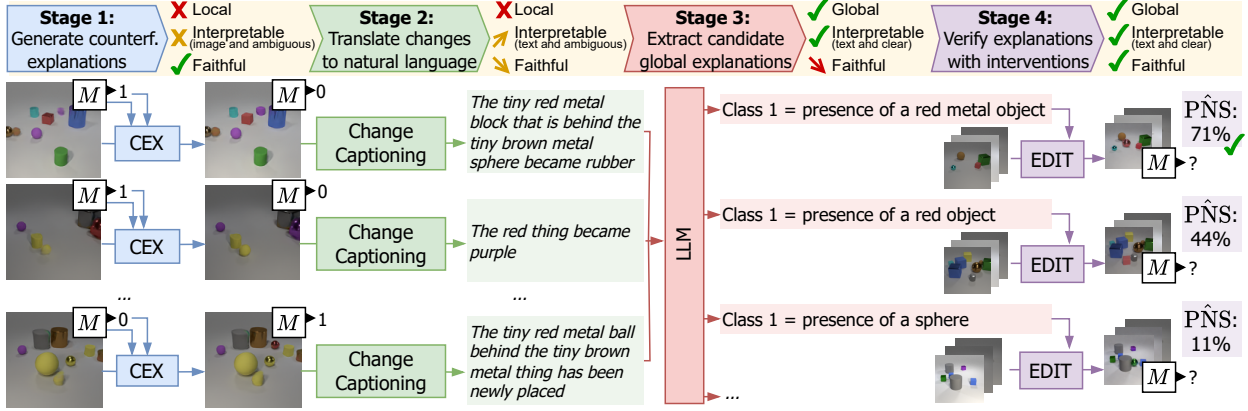 Stage 1:
Generate counterf.
explanations
Local
Interpretable
(image and ambiguous)
Faithful
Stage 2:
Translate changes
to natural language
Local
Interpretable
(text and ambiguous)
Faithful
Stage 3:
Extract candidate
global explanations
Global
Interpretable
(text and clear)
Faithful
Stage 4:
Verify explanations
with interventions
Global
Interpretable
(text and clear)
Faithful
M 1
CEX
M 0
Change
Captioning
The tiny red metal
block that is behind the
tiny brown metal
sphere became rubber
M 1
CEX
M 0
Change
Captioning
The red thing became
purple
...
...
M 0
CEX
M 1
Change
Captioning
The tiny red metal ball
behind the tiny brown
metal thing has been
newly placed
LLM
Class 1 = presence of a red metal object
EDIT
M ?
PN̂S:
71%
Class 1 = presence of a red object
EDIT
M ?
PN̂S:
44%
Class 1 = presence of a sphere
EDIT
M ?
PN̂S:
11%
...